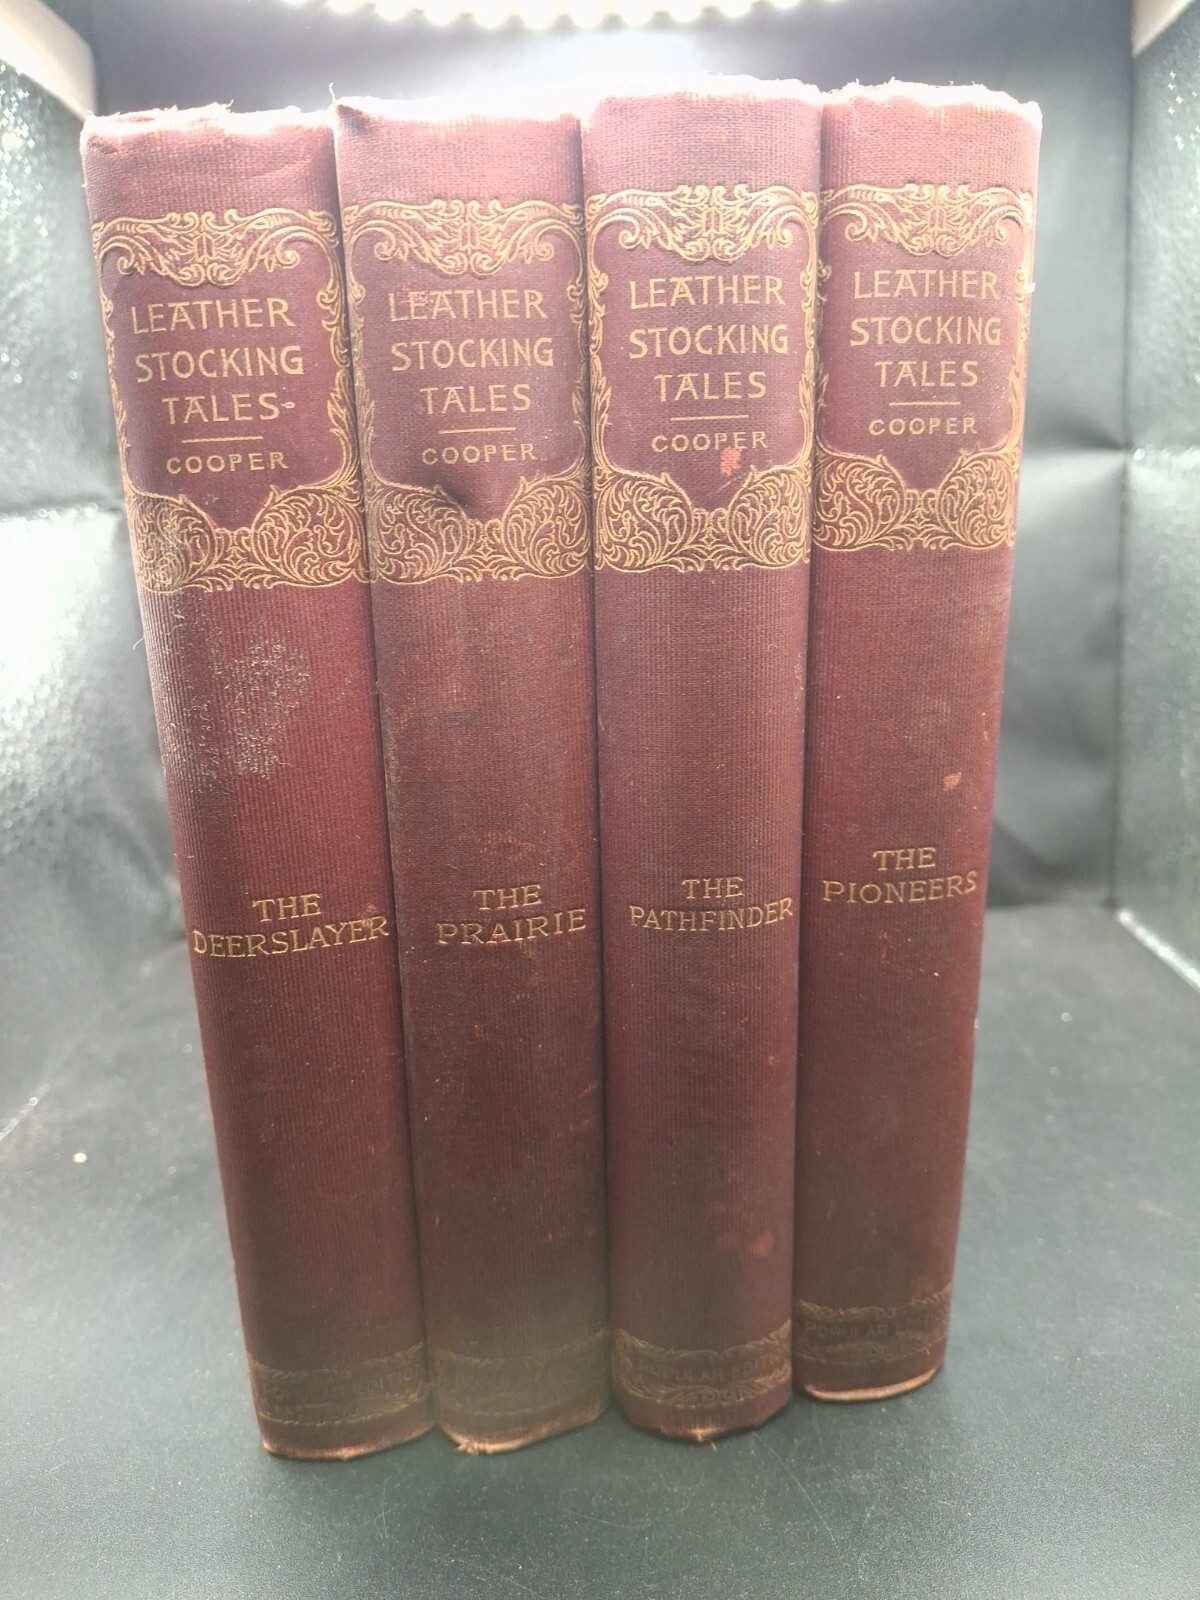 LEATHER
STOCKING
TALES
COOPER
THE
DEERSLAYER
LEATHER
STOCKING
TALES
COOPER
THE
PRAIRIE
LEATHER
STOCKING
TALES
COOPER
THE
PATHFINDER
POPULAR EDITION
LEATHER
STOCKING
TALES
COOPER
THE
PIONEERS
POPULAR